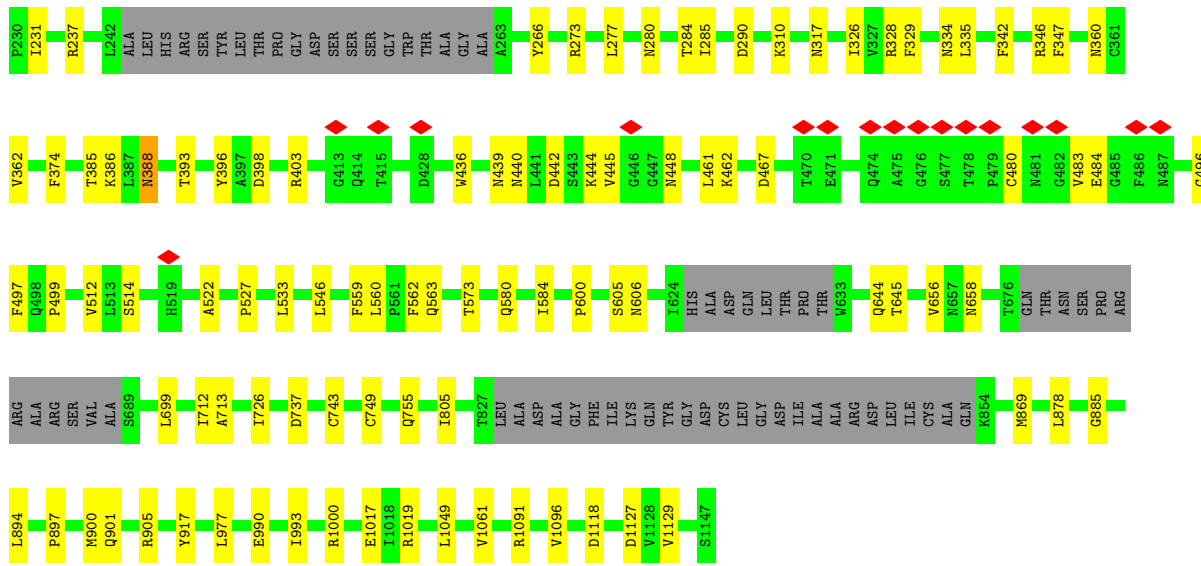 P230 I231 R237 L242 ALA LEU HIS ARG SER TYR LEU THR PRO GLY ASP SER SER SER GLY TRP THR ALA GLY ALA A263 Y266 R273 L277 N280 T284 I285 D290 K310 N317 I326 V327 R328 F329 N334 L335 F342 R346 F347 N360 C361
V362 F374 T385 K386 L387 N388 T393 Y396 A397 D398 R403 G413 Q414 T415 D428 W436 N439 N440 L441 D442 S443 K444 V445 G446 G447 N448 L461 K462 D467 T470 E471 Q474 A475 G476 S477 T478 P479 C480 N481 G482 V483 E484 G485 F486 N487 G496
F497 Q498 P499 V512 L513 S514 H519 A522 P527 L533 L546 F559 L560 P561 F562 Q563 T573 Q580 I584 P600 S605 N606 I624 HIS ALA ASP GLN LEU THR PRO THR W633 Q644 T645 V656 N657 N658 T676 GLN THR ASN SER PRO ARG
ARG ALA ARG SER VAL ALA S689 L699 I712 A713 I726 D737 C743 C749 Q755 I805 T827 LEU ALA ASP ALA GLY PHE ILE LYS GLN TYR GLY ASP CYS LEU GLY ASP ILE ALA ALA ARG ASP LEU ILE CYS ALA GLN K854 M869 L878 G885
L894 P897 M900 Q901 R905 Y917 L977 E990 I993 R1000 E1017 I1018 R1019 L1049 V1061 R1091 V1096 D1118 D1127 V1128 V1129 S1147